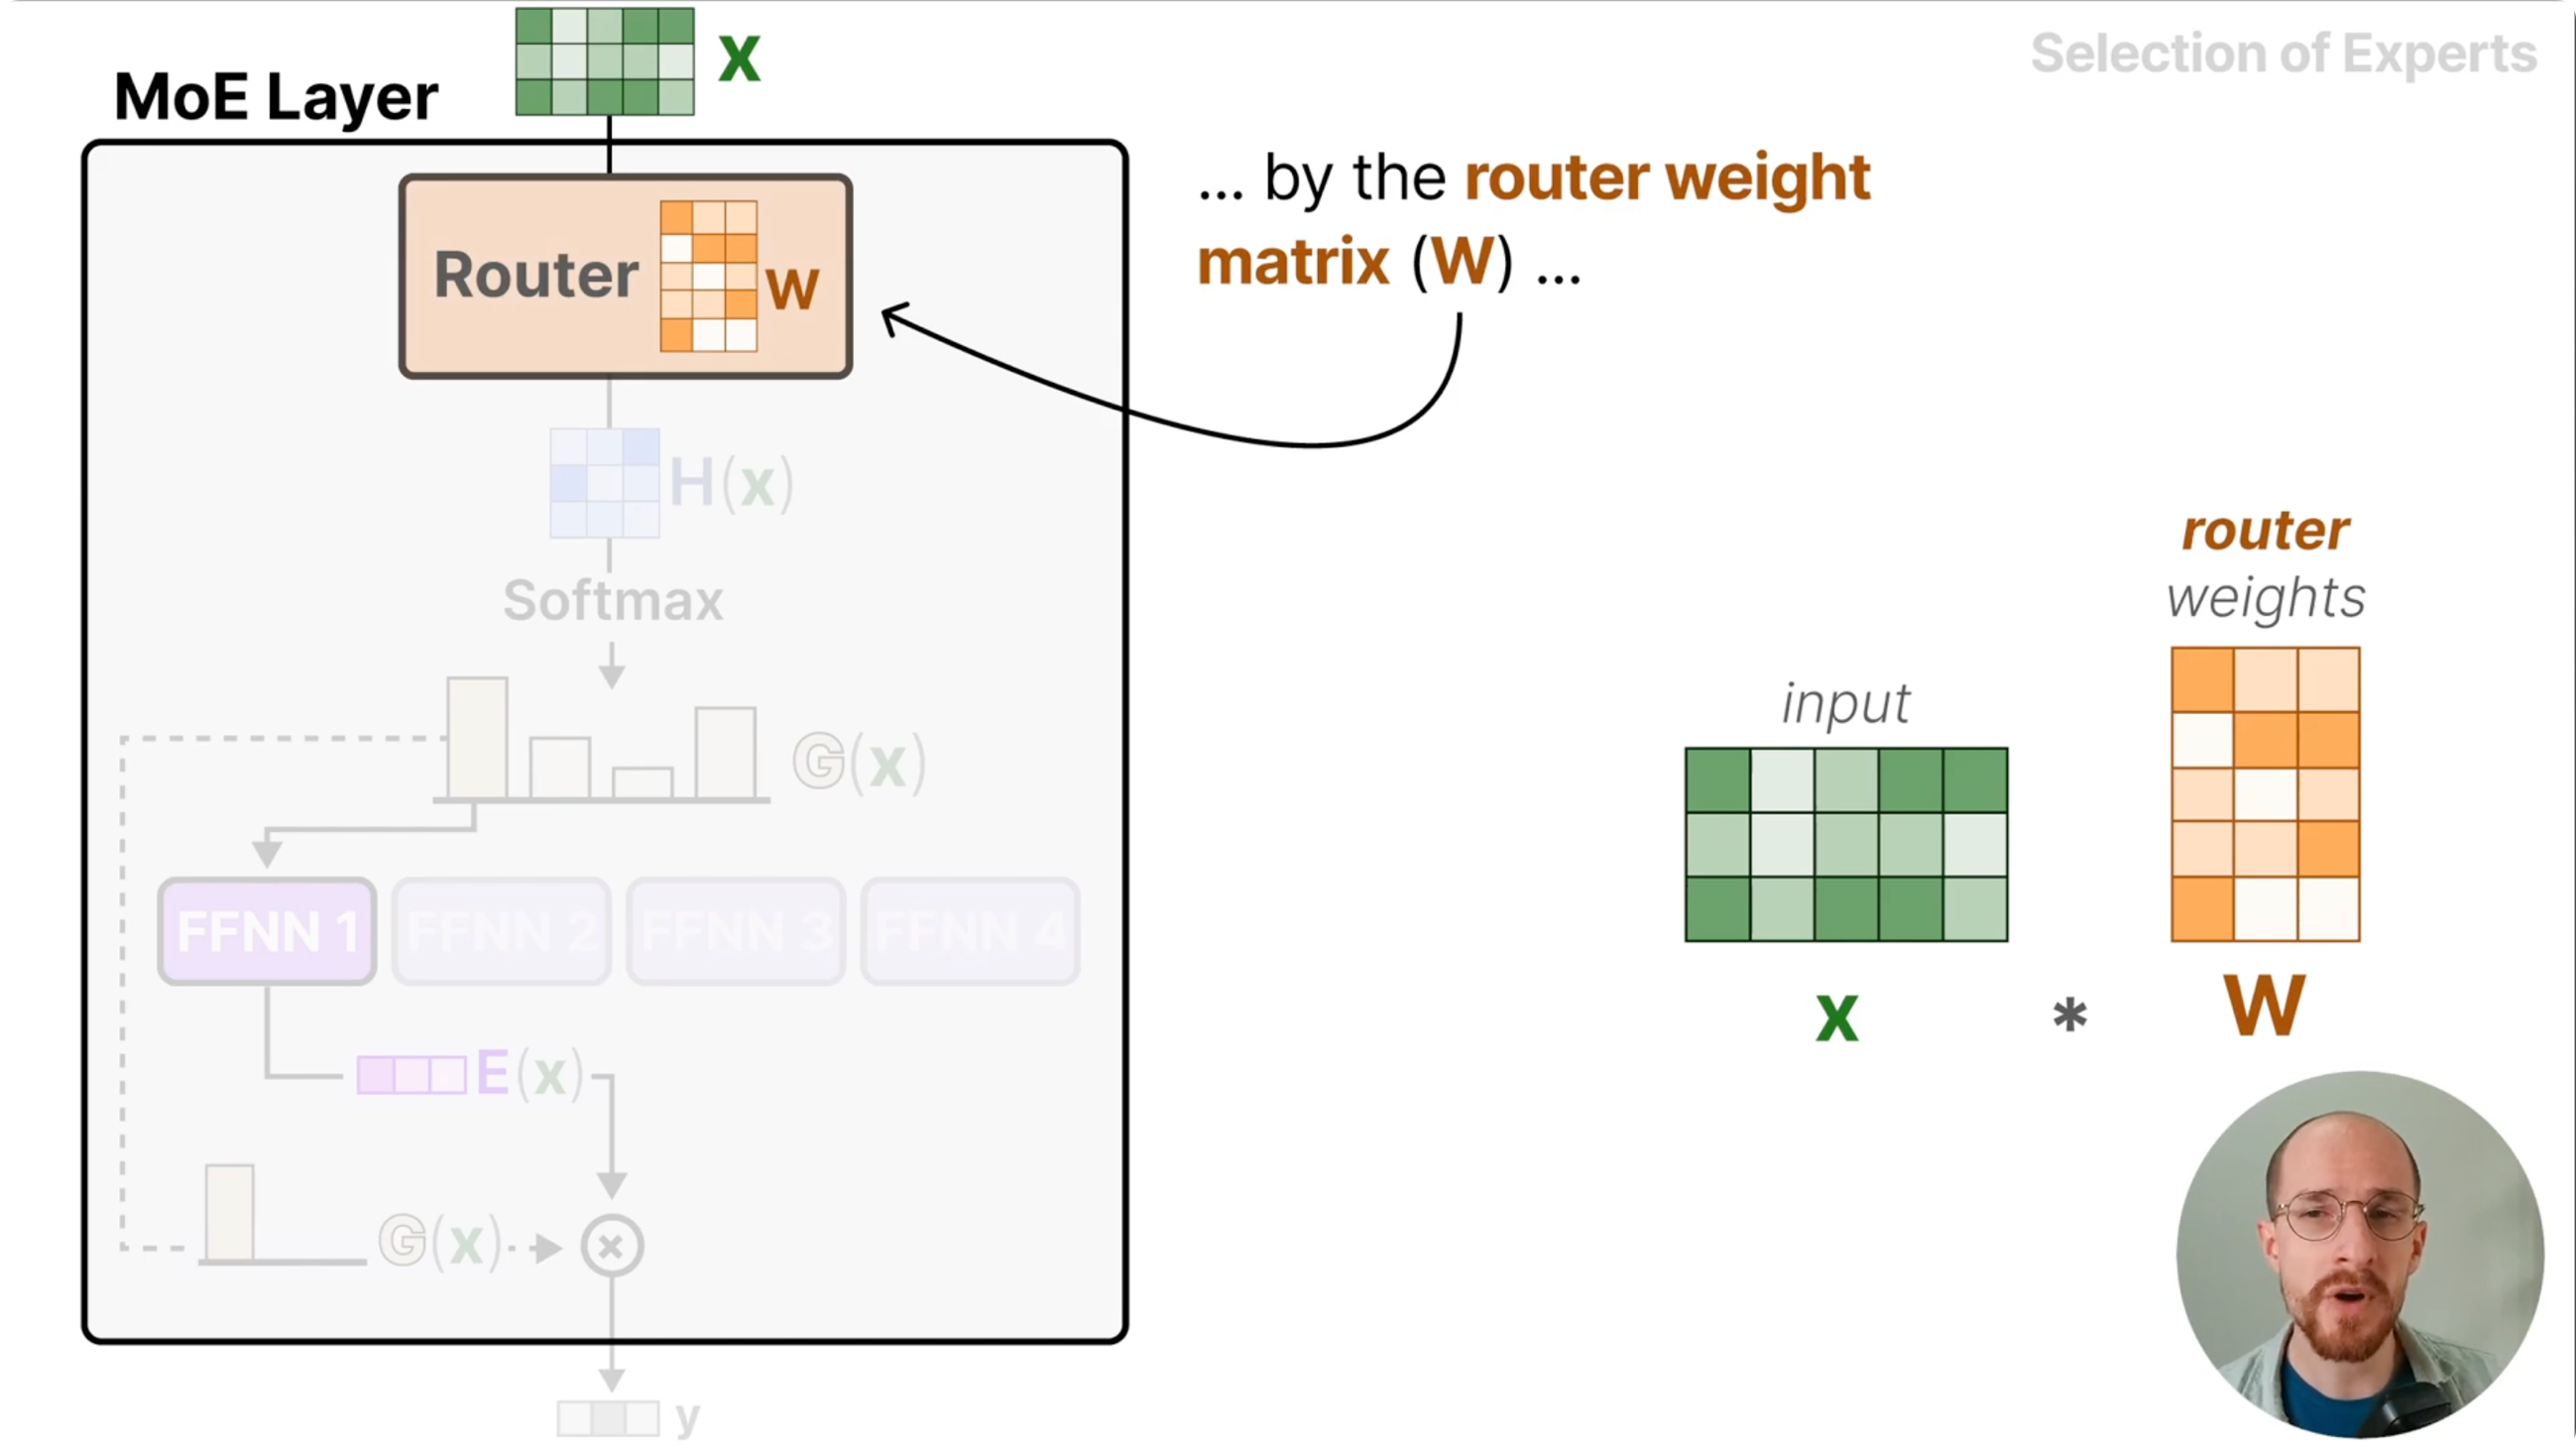 Selection of Experts
MoE Layer
x
... by the router weight
matrix (W) ...
Router
W
H(x)
Softmax
G(x)
FFNN 1
FFNN 2
FFNN 3
FFNN 4
E(x)
G(x)
y
router
weights
input
x * W